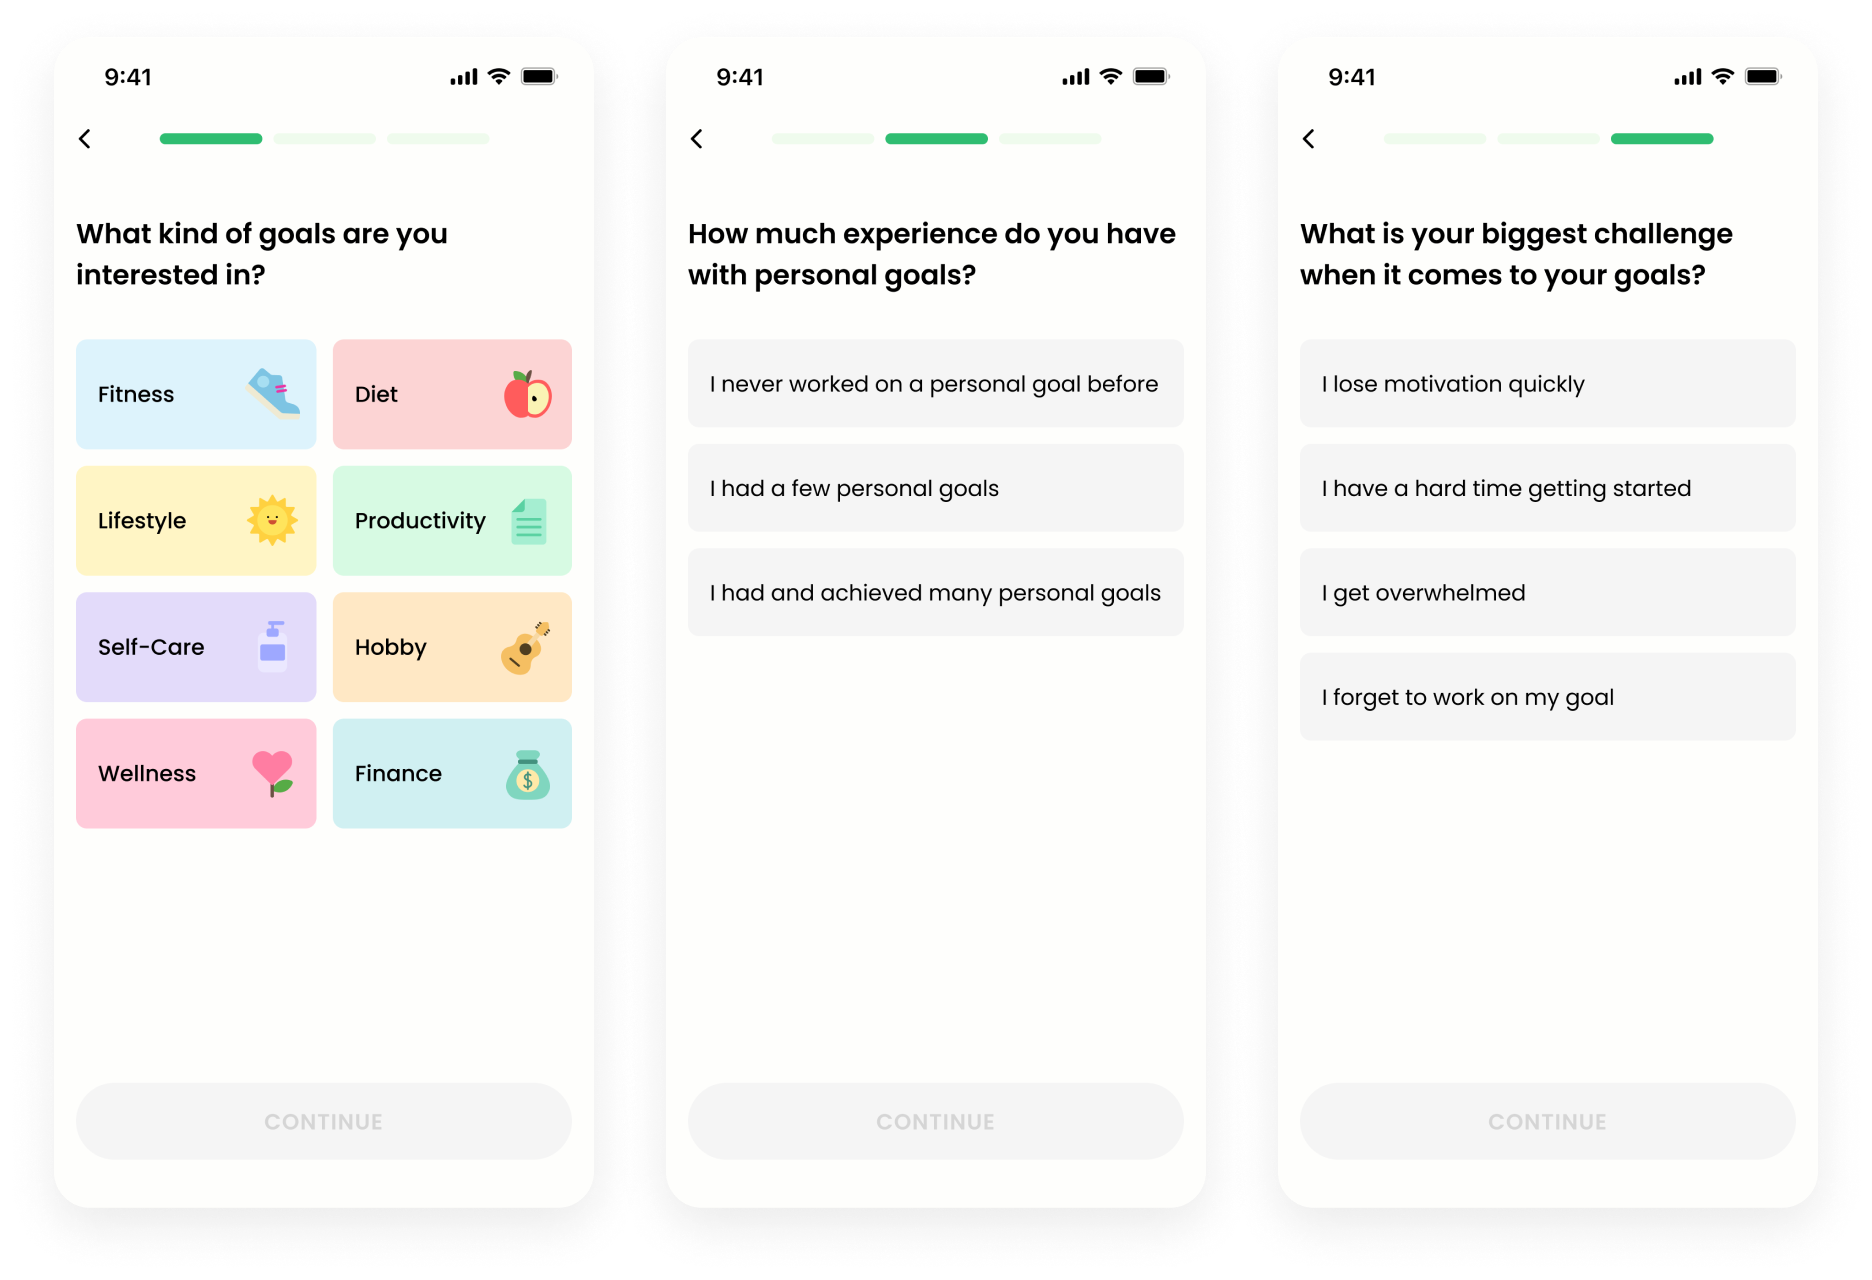 9:41
What kind of goals are you
interested in?
Fitness
Diet
Lifestyle
Productivity
Self-Care
Hobby
Wellness
Finance
$
CONTINUE
9:41
How much experience do you have
with personal goals?
I never worked on a personal goal before
I had a few personal goals
I had and achieved many personal goals
CONTINUE
9:41
What is your biggest challenge
when it comes to your goals?
I lose motivation quickly
I have a hard time getting started
I get overwhelmed
I forget to work on my goal
CONTINUE